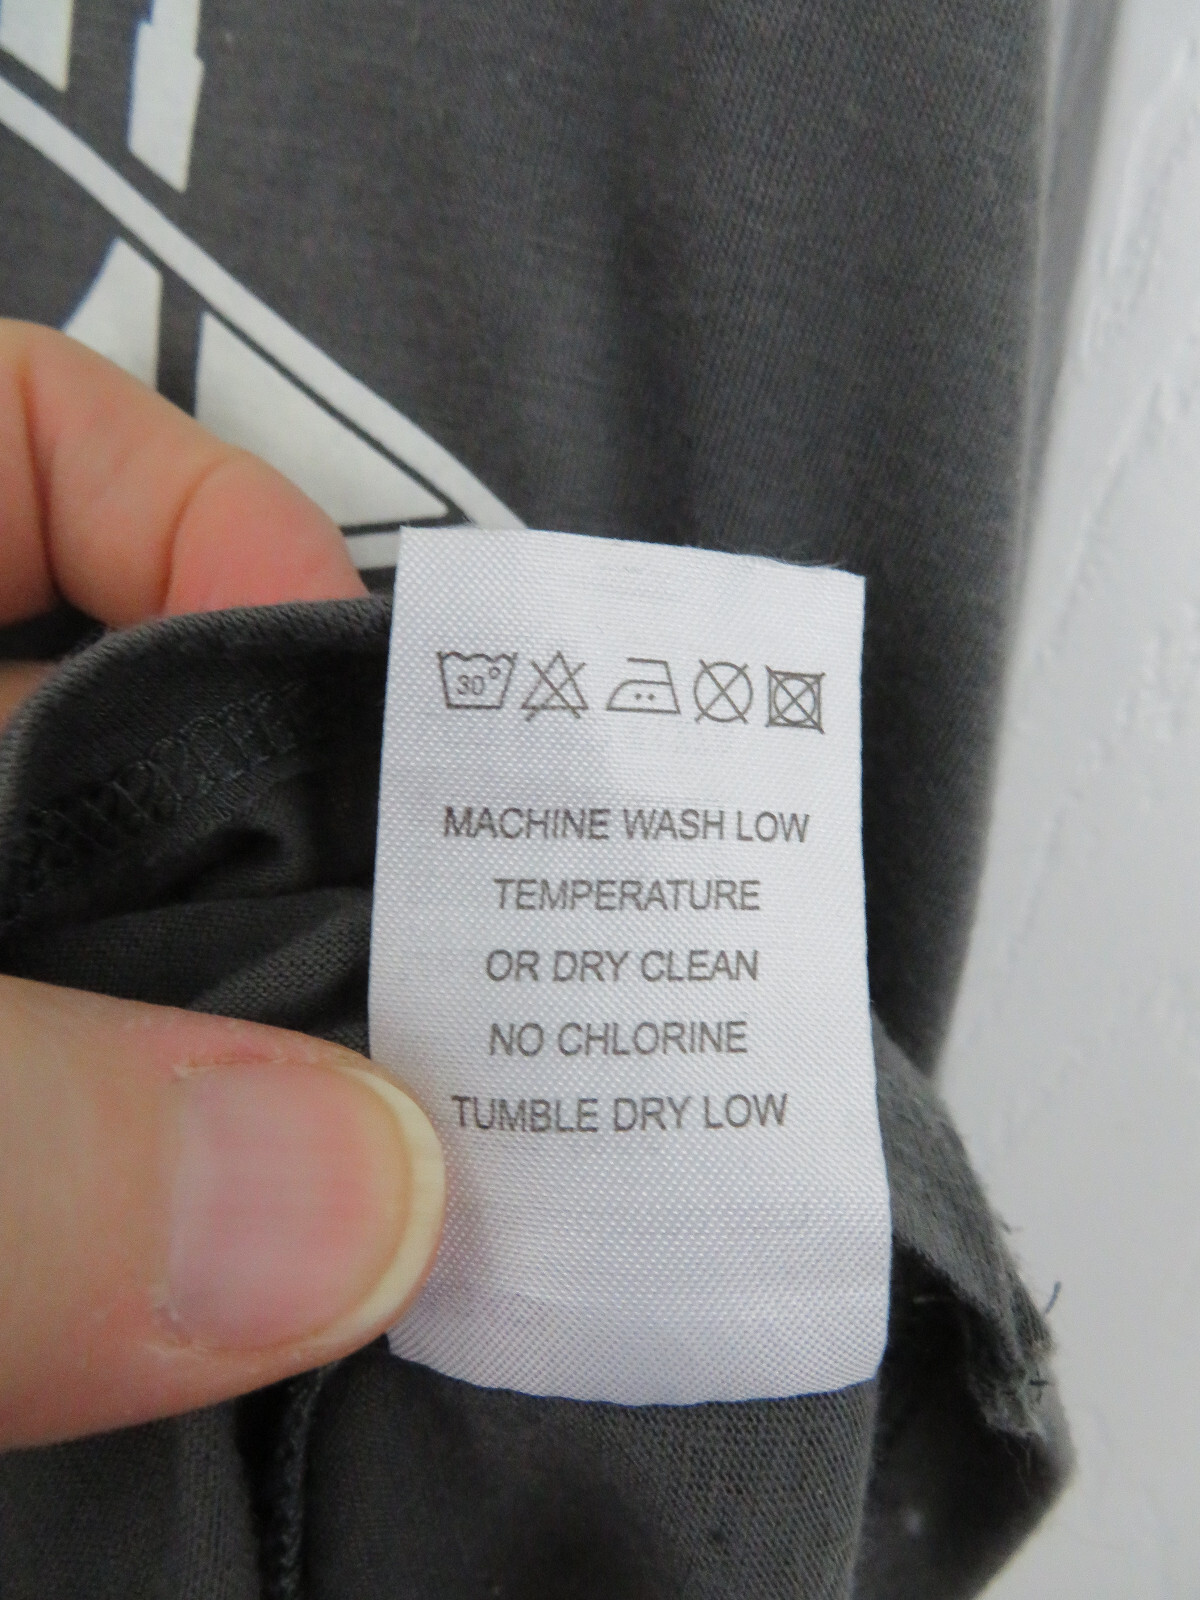 30°
MACHINE WASH LOW
TEMPERATURE
OR DRY CLEAN
NO CHLORINE
TUMBLE DRY LOW